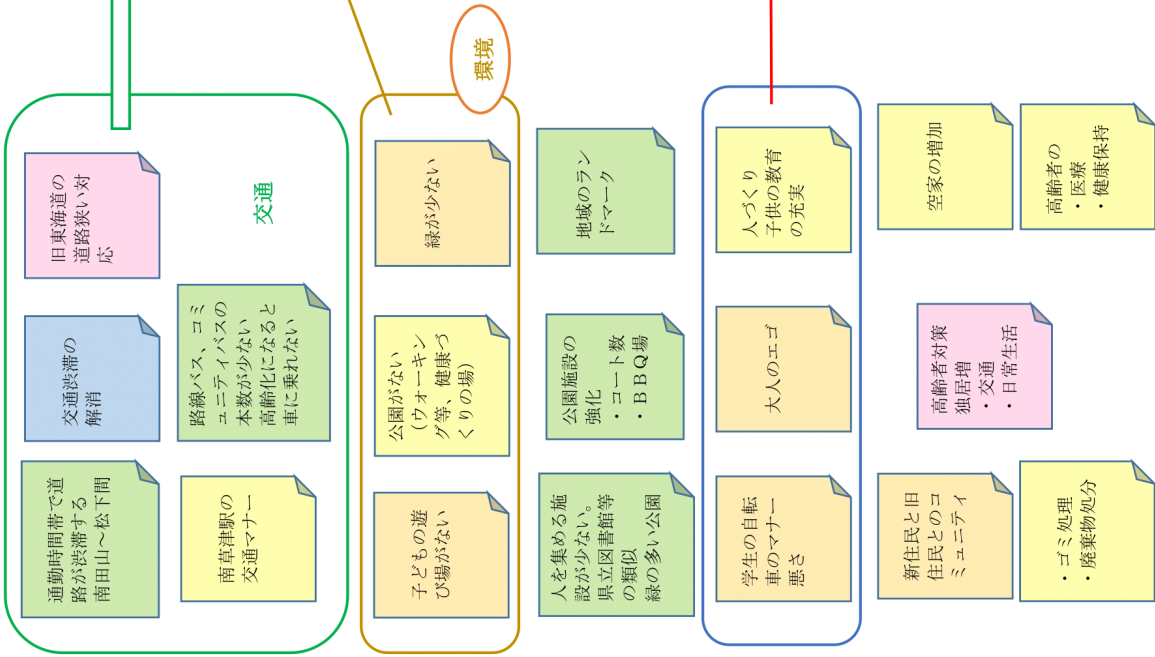 通勤時間帯で道
路が渋滞する
南田山～松下間
交通渋滞の
解消
旧東海道の
道路狭い対
応
南草津駅の
交通マナー
路線バス、コミ
ュニティバスの
本数が少ない
高齢化になると
車に乗れない
交通
子どもの遊
び場がない
公園がない
(ウォーキン
グ等、健康づ
くりの場)
緑が少ない
環境
人を集める施
設が少ない。
県立図書館等
の類似
緑の多い公園
公園施設の
強化
・コート数
・ＢＢＱ場
地域のラン
ドマーク
学生の自転
車のマナー
悪さ
大人のエゴ
人づくり
子供の教育
の充実
新住民と旧
住民とのコ
ミュニティ
高齢者対策
独居増
・交通
・日常生活
空家の増加
・ゴミ処理
・廃棄物処分
高齢者の
・医療
・健康保持